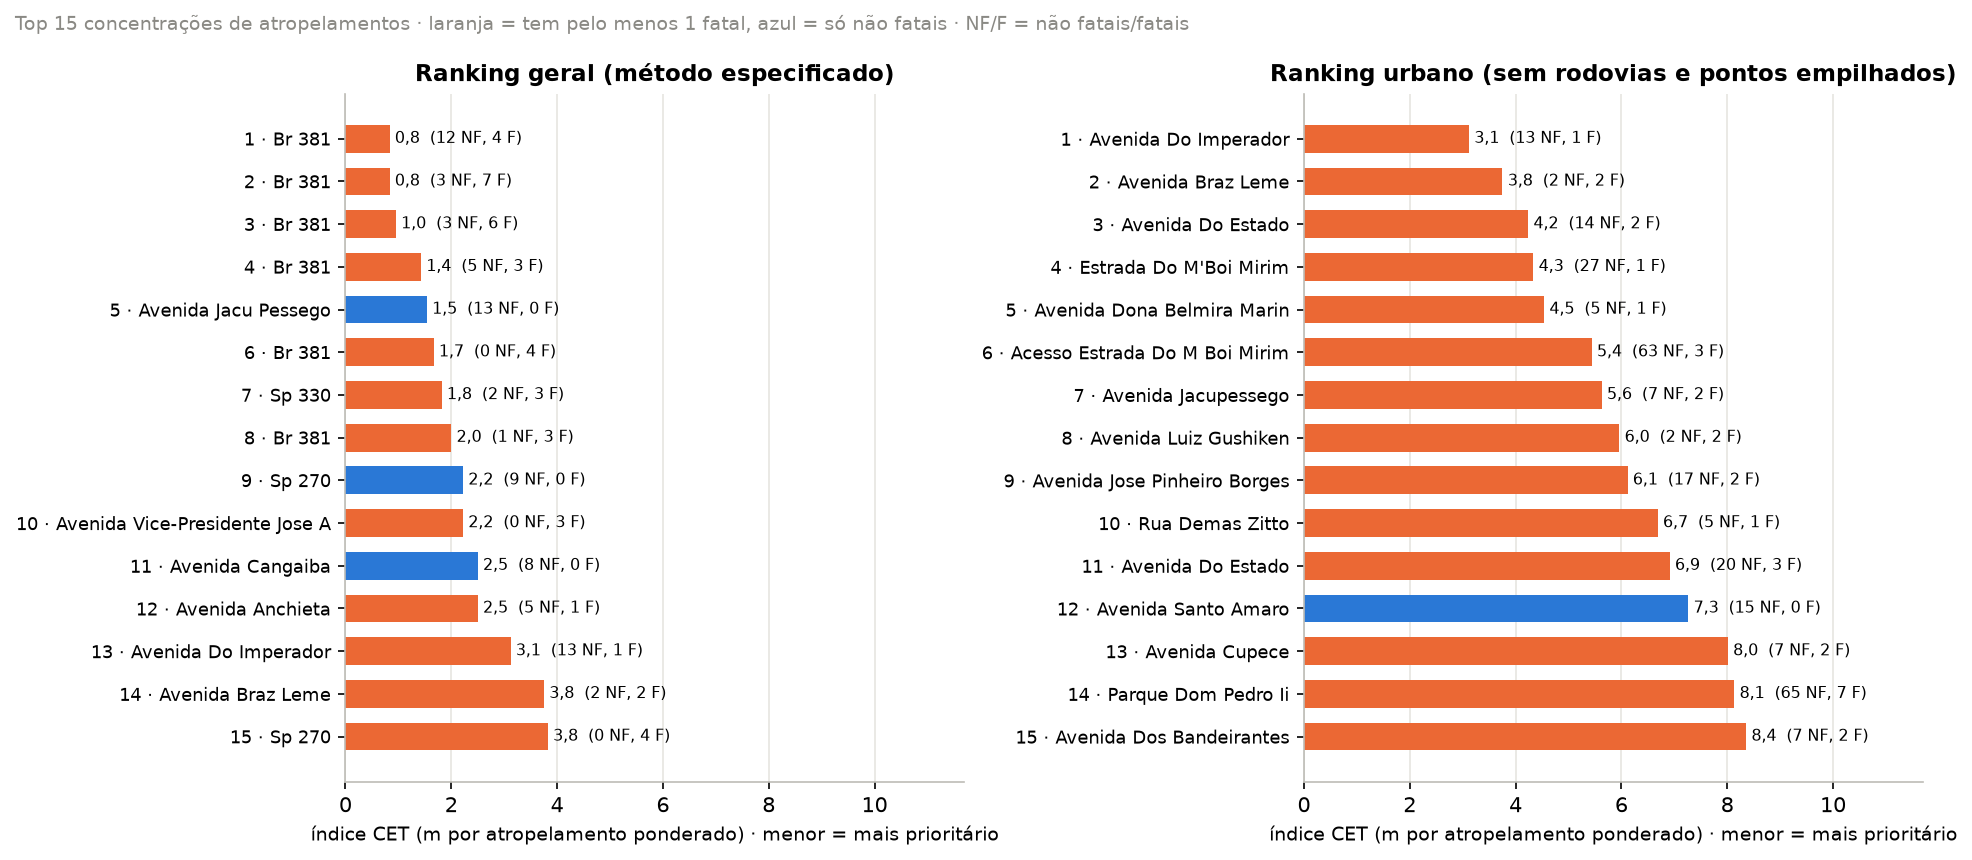 Top 15 concentrações de atropelamentos · laranja = tem pelo menos 1 fatal, azul = só não fatais · NF/F = não fatais/fatais
Ranking geral (método especificado)
1 · Br 381 0,8 (12 NF, 4 F)
2 · Br 381 0,8 (3 NF, 7 F)
3 · Br 381 1,0 (3 NF, 6 F)
4 · Br 381 1,4 (5 NF, 3 F)
5 · Avenida Jacu Pessego 1,5 (13 NF, 0 F)
6 · Br 381 1,7 (0 NF, 4 F)
7 · Sp 330 1,8 (2 NF, 3 F)
8 · Br 381 2,0 (1 NF, 3 F)
9 · Sp 270 2,2 (9 NF, 0 F)
10 · Avenida Vice-Presidente Jose A 2,2 (0 NF, 3 F)
11 · Avenida Cangaiba 2,5 (8 NF, 0 F)
12 · Avenida Anchieta 2,5 (5 NF, 1 F)
13 · Avenida Do Imperador 3,1 (13 NF, 1 F)
14 · Avenida Braz Leme 3,8 (2 NF, 2 F)
15 · Sp 270 3,8 (0 NF, 4 F)
0 2 4 6 8 10
índice CET (m por atropelamento ponderado) · menor = mais prioritário
Ranking urbano (sem rodovias e pontos empilhados)
1 · Avenida Do Imperador 3,1 (13 NF, 1 F)
2 · Avenida Braz Leme 3,8 (2 NF, 2 F)
3 · Avenida Do Estado 4,2 (14 NF, 2 F)
4 · Estrada Do M'Boi Mirim 4,3 (27 NF, 1 F)
5 · Avenida Dona Belmira Marin 4,5 (5 NF, 1 F)
6 · Acesso Estrada Do M Boi Mirim 5,4 (63 NF, 3 F)
7 · Avenida Jacupessego 5,6 (7 NF, 2 F)
8 · Avenida Luiz Gushiken 6,0 (2 NF, 2 F)
9 · Avenida Jose Pinheiro Borges 6,1 (17 NF, 2 F)
10 · Rua Demas Zitto 6,7 (5 NF, 1 F)
11 · Avenida Do Estado 6,9 (20 NF, 3 F)
12 · Avenida Santo Amaro 7,3 (15 NF, 0 F)
13 · Avenida Cupece 8,0 (7 NF, 2 F)
14 · Parque Dom Pedro Ii 8,1 (65 NF, 7 F)
15 · Avenida Dos Bandeirantes 8,4 (7 NF, 2 F)
0 2 4 6 8 10
índice CET (m por atropelamento ponderado) · menor = mais prioritário